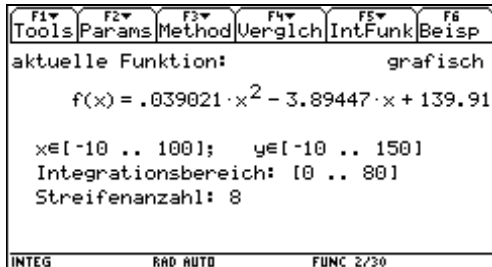 F1▾ F2▾ F3▾ F4▾ F5▾ F6
Tools Params Method Verglch IntFunk Beisp
aktuelle Funktion: grafisch
f(x) = .039021·x² − 3.89447·x + 139.91
x∈[-10 .. 100]; y∈[-10 .. 150]
Integrationsbereich: [0 .. 80]
Streifenanzahl: 8
INTEG RAD AUTO FUNC 2/30